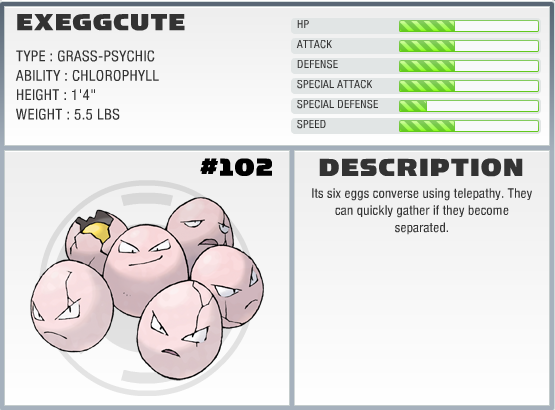 EXEGGCUTE
TYPE : GRASS-PSYCHIC
ABILITY : CHLOROPHYLL
HEIGHT : 1'4"
WEIGHT : 5.5 LBS
HP
ATTACK
DEFENSE
SPECIAL ATTACK
SPECIAL DEFENSE
SPEED
#102
DESCRIPTION
Its six eggs converse using telepathy. They
can quickly gather if they become
separated.